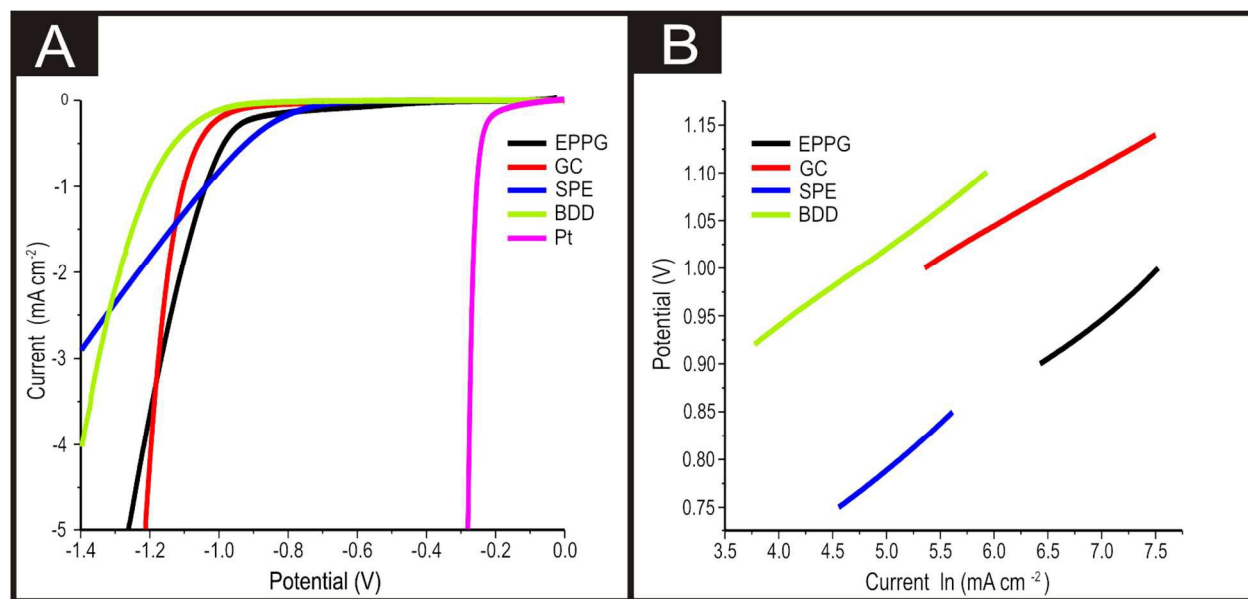 A
0
-1
-2
-3
-4
-5
Current (mA cm-2)
-1.4
-1.2
-1.0
-0.8
-0.6
-0.4
-0.2
0.0
Potential (V)
EPPG
GC
SPE
BDD
Pt
B
1.15
1.10
1.05
1.00
0.95
0.90
0.85
0.80
0.75
Potential (V)
3.5
4.0
4.5
5.0
5.5
6.0
6.5
7.0
7.5
Current ln (mA cm -2)
EPPG
GC
SPE
BDD